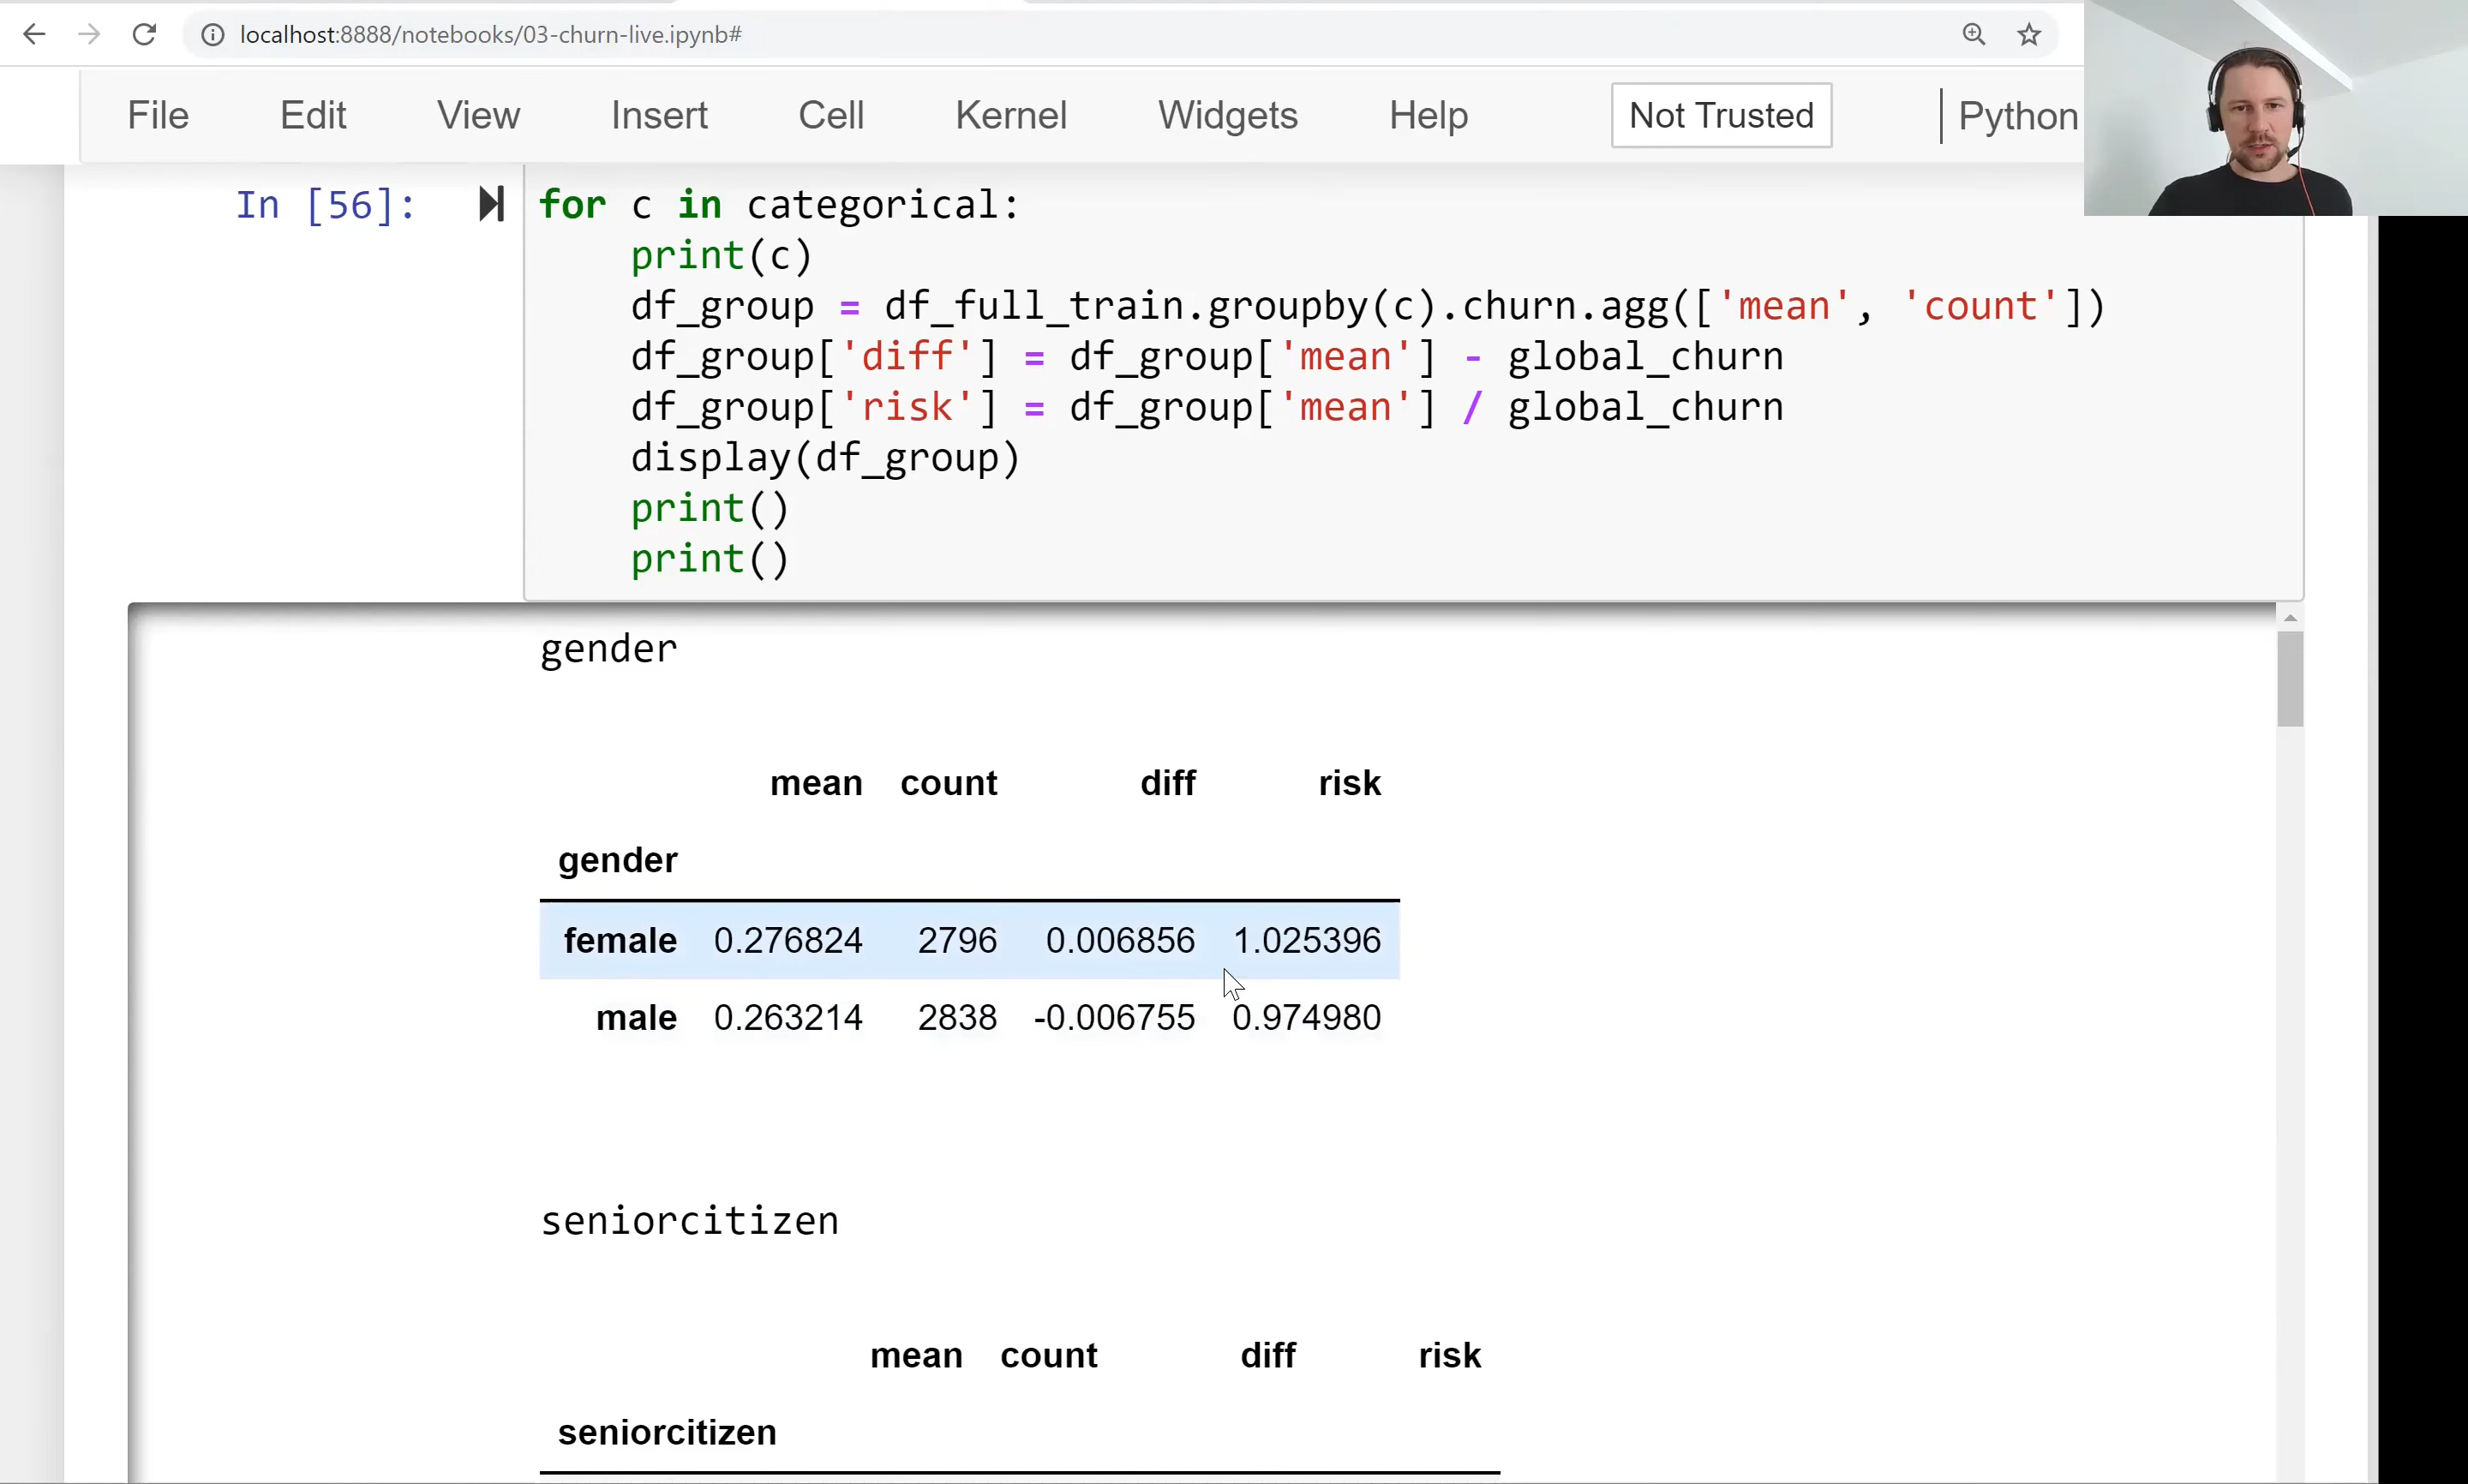 localhost:8888/notebooks/03-churn-live.ipynb#
File Edit View Insert Cell Kernel Widgets Help Not Trusted Python
In [56]: for c in categorical:
print(c)
df_group = df_full_train.groupby(c).churn.agg(['mean', 'count'])
df_group['diff'] = df_group['mean'] - global_churn
df_group['risk'] = df_group['mean'] / global_churn
display(df_group)
print()
print()
gender
mean count diff risk
gender
female 0.276824 2796 0.006856 1.025396
male 0.263214 2838 -0.006755 0.974980
seniorcitizen
mean count diff risk
seniorcitizen